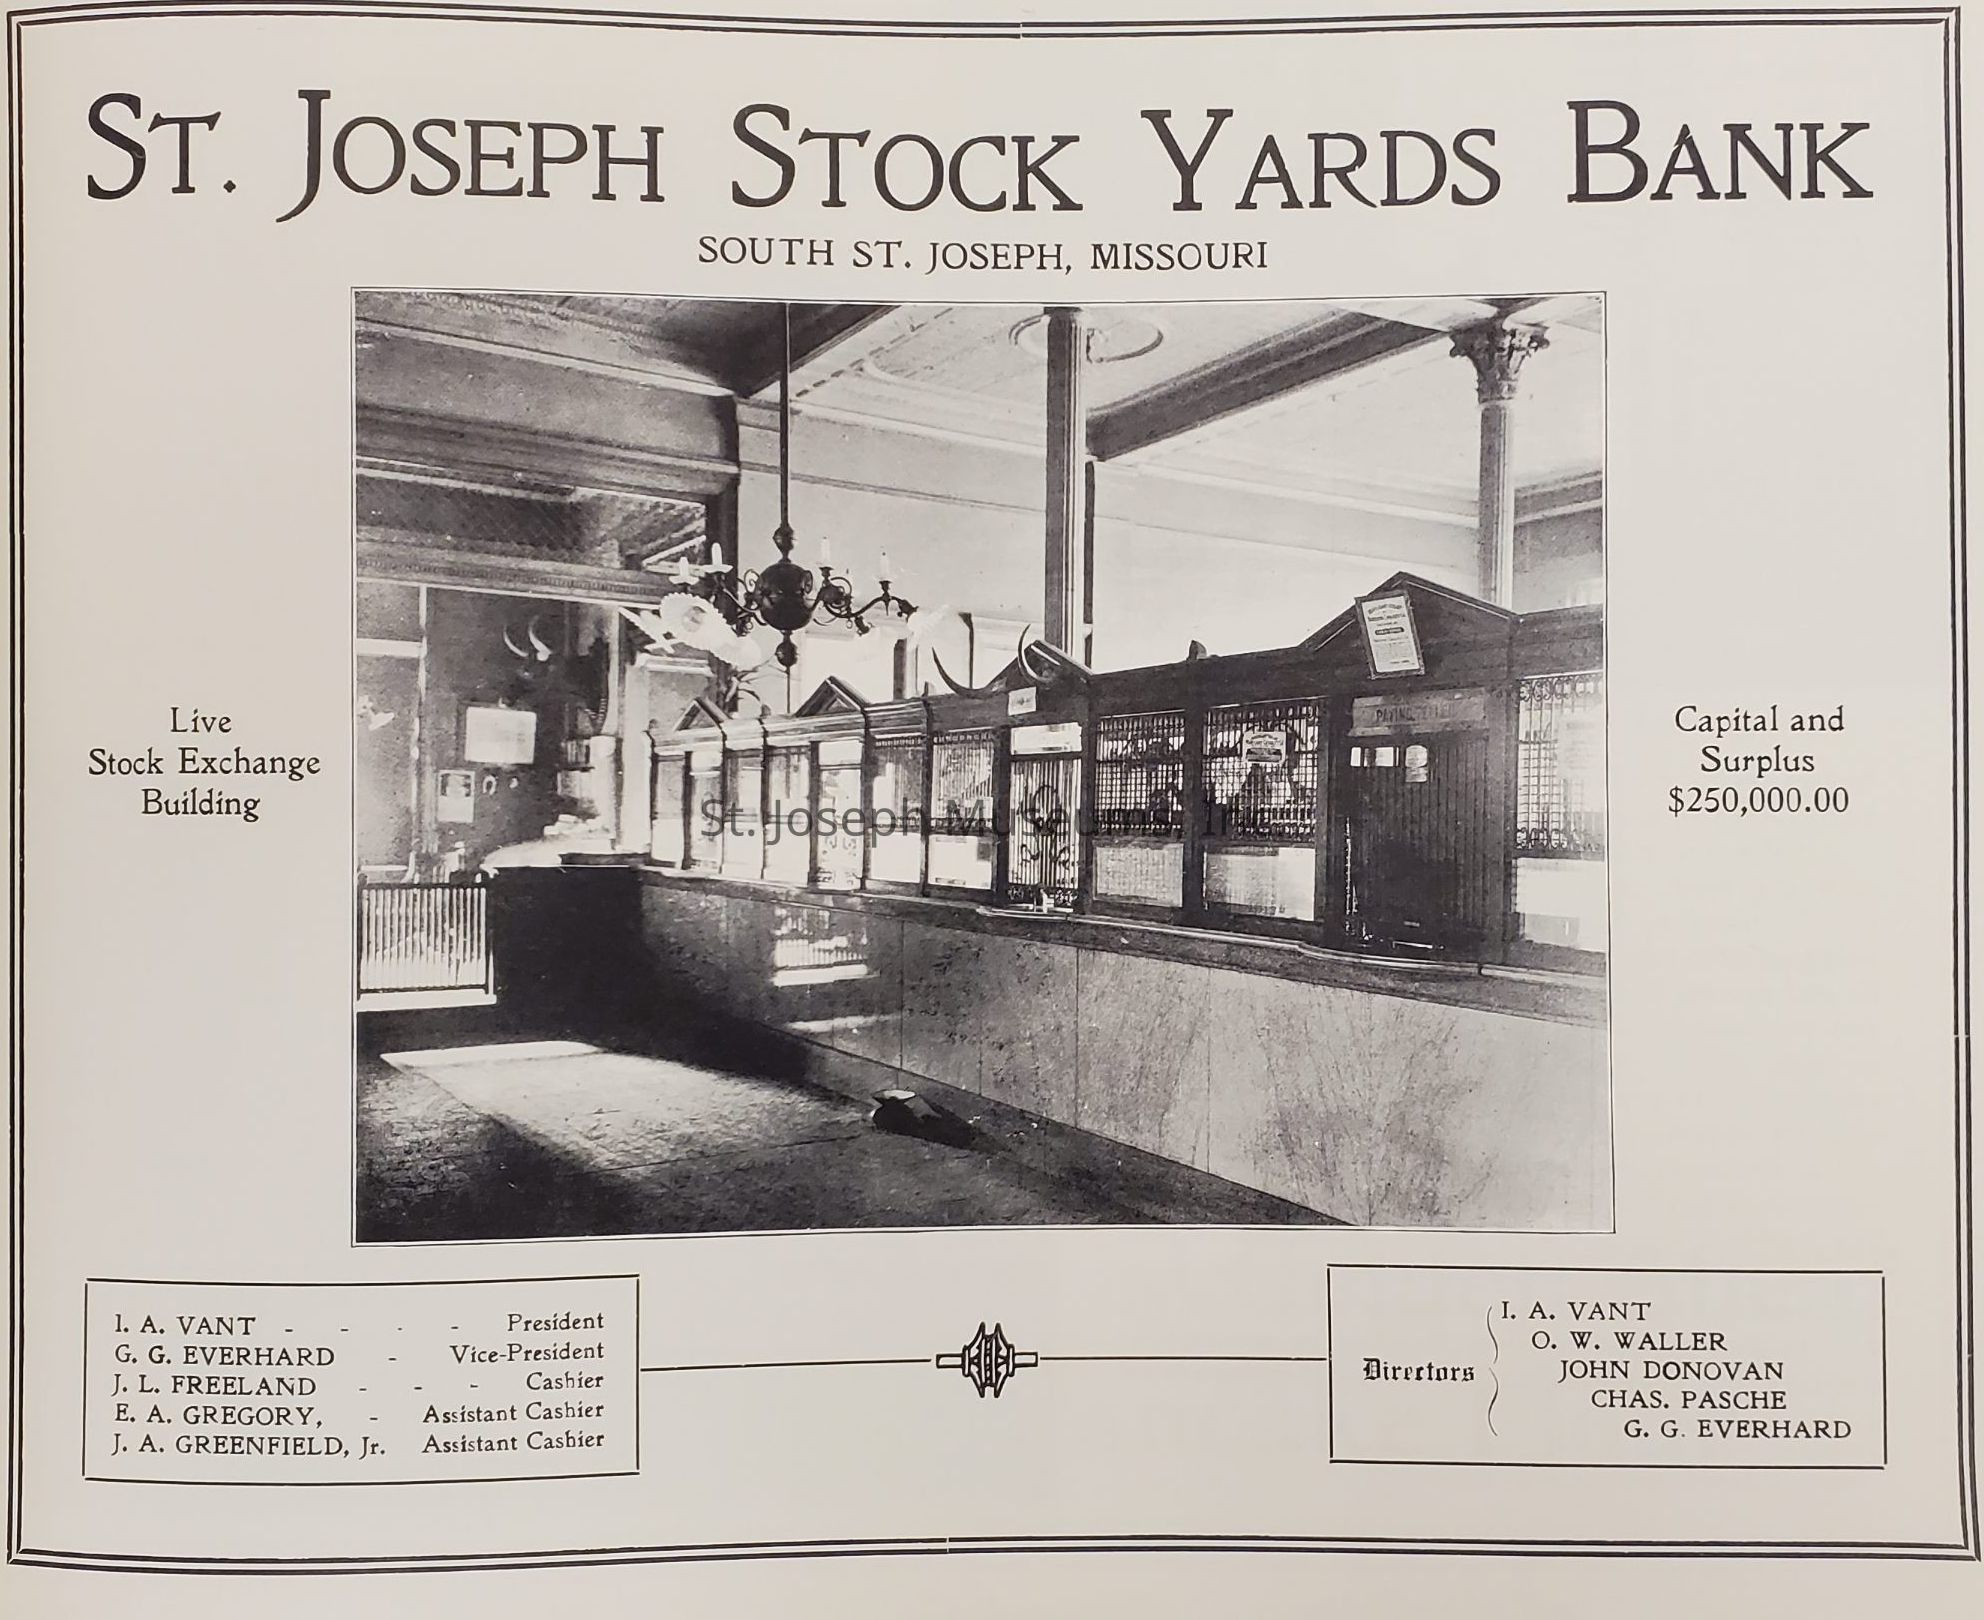 ST. JOSEPH STOCK YARDS BANK
SOUTH ST. JOSEPH, MISSOURI
Live
Stock Exchange
Building
Capital and
Surplus
$250,000.00
PAYING TELLER
St. Joseph Museums, Inc.
I. A. VANT - - - - President
G. G. EVERHARD - Vice-President
J. L. FREELAND - - - Cashier
E. A. GREGORY, - Assistant Cashier
J. A. GREENFIELD, Jr. Assistant Cashier
Directors
I. A. VANT
O. W. WALLER
JOHN DONOVAN
CHAS. PASCHE
G. G. EVERHARD